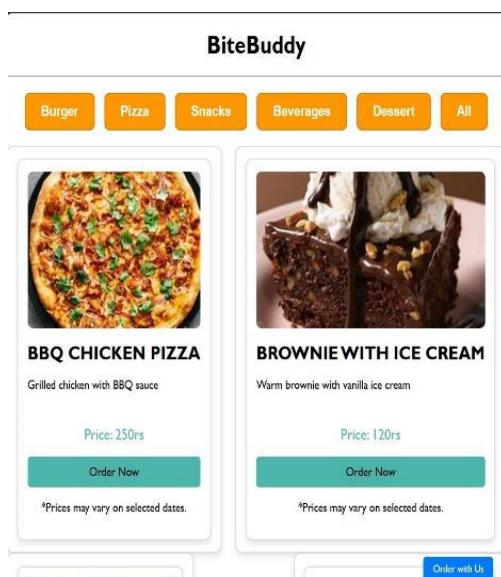 BiteBuddy
Burger Pizza Snacks Beverages Dessert All
BBQ CHICKEN PIZZA
Grilled chicken with BBQ sauce
Price: 250rs
Order Now
*Prices may vary on selected dates.
BROWNIE WITH ICE CREAM
Warm brownie with vanilla ice cream
Price: 120rs
Order Now
*Prices may vary on selected dates.
Order with Us